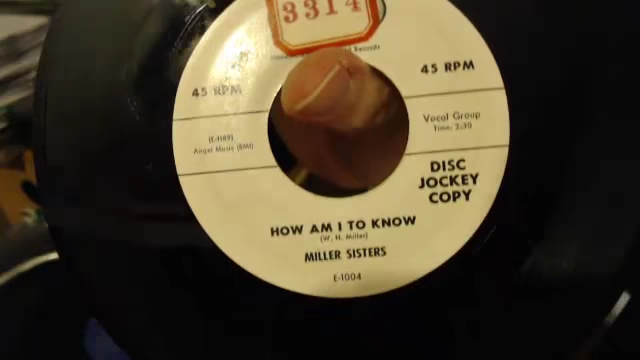 3314
Records
45 RPM
45 RPM
(E-1189)
Angel Music (BMI)
Vocal Group
Time: 2:30
DISC
JOCKEY
COPY
HOW AM I TO KNOW
(W. H. Miller)
MILLER SISTERS
E-1004